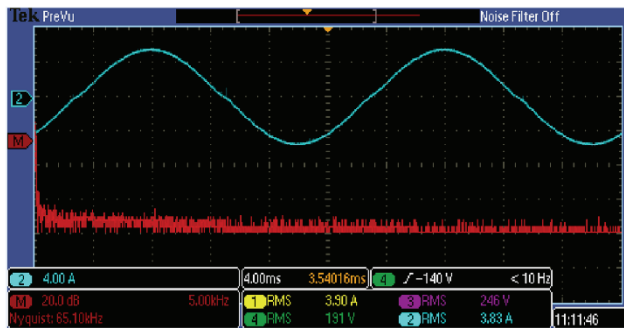 Tek PreVu Noise Filter Off
2
M
2 4.00 A 4.00ms 3.54016ms 4 -140 V < 10 Hz
M 20.0 dB 5.00kHz 1 RMS 3.90 A 3 RMS 246 V
Nyquist: 65.10kHz 4 RMS 191 V 2 RMS 3.83 A 11:11:46